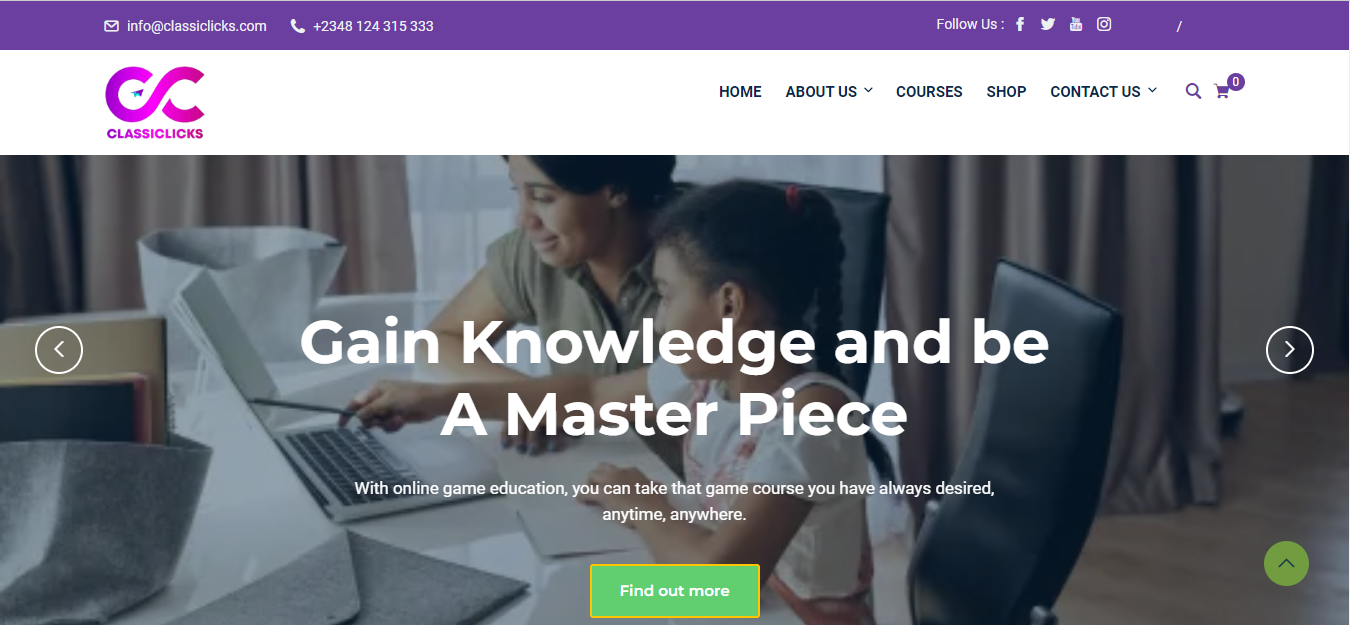 info@classiclicks.com +2348 124 315 333 Follow Us : /
CLASSICLICKS
HOME ABOUT US COURSES SHOP CONTACT US 0
Gain Knowledge and be
A Master Piece
With online game education, you can take that game course you have always desired,
anytime, anywhere.
Find out more